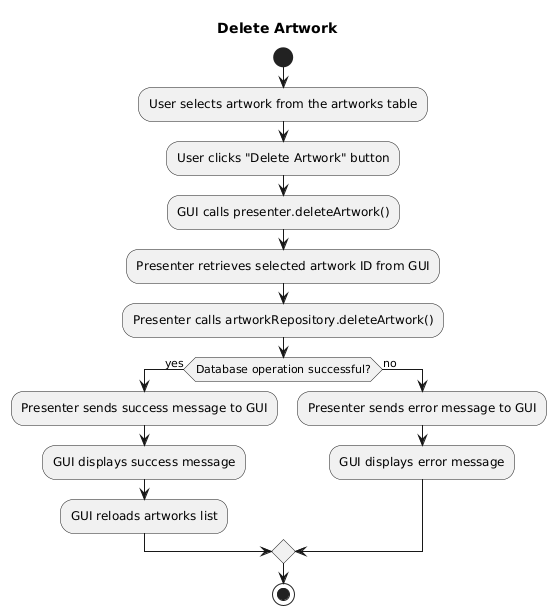 Delete Artwork
User selects artwork from the artworks table
User clicks "Delete Artwork" button
GUI calls presenter.deleteArtwork()
Presenter retrieves selected artwork ID from GUI
Presenter calls artworkRepository.deleteArtwork()
yes
Database operation successful?
no
Presenter sends success message to GUI
GUI displays success message
GUI reloads artworks list
Presenter sends error message to GUI
GUI displays error message